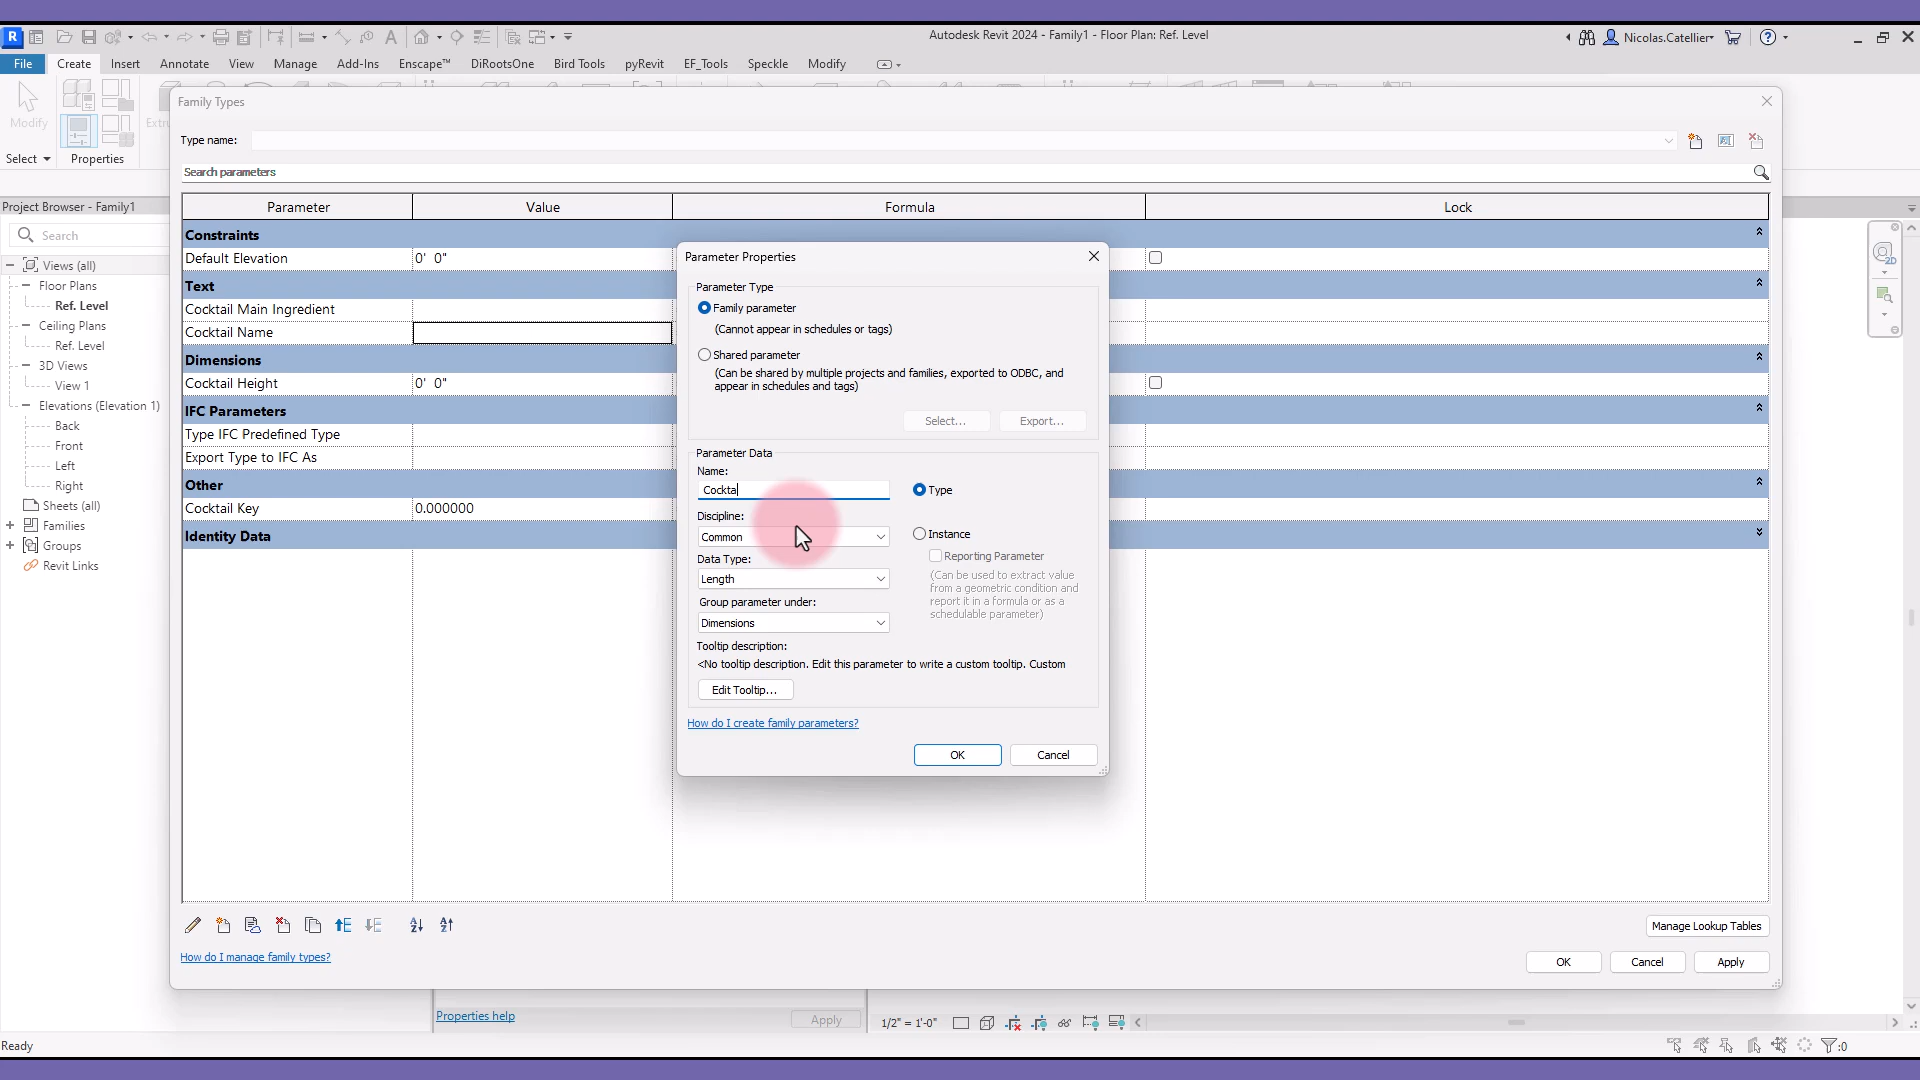 Autodesk Revit 2024 - Family1 - Floor Plan: Ref. Level
Nicolas.Catellier
File Create Insert Annotate View Manage Add-Ins Enscape™ DiRootsOne Bird Tools pyRevit EF_Tools Speckle Modify
Modify
Select
Properties
Project Browser - Family1
Search
Views (all)
Floor Plans
Ref. Level
Ceiling Plans
Ref. Level
3D Views
View 1
Elevations (Elevation 1)
Back
Front
Left
Right
Sheets (all)
Families
Groups
Revit Links
Family Types
Type name:
Search parameters
Parameter Value Formula Lock
Constraints
Default Elevation 0' 0"
Text
Cocktail Main Ingredient
Cocktail Name
Dimensions
Cocktail Height 0' 0"
IFC Parameters
Type IFC Predefined Type
Export Type to IFC As
Other
Cocktail Key 0.000000
Identity Data
Parameter Properties
Parameter Type
Family parameter
(Cannot appear in schedules or tags)
Shared parameter
(Can be shared by multiple projects and families, exported to ODBC, and
appear in schedules and tags)
Select... Export...
Parameter Data
Name:
Cockta
Type
Discipline:
Common
Instance
Reporting Parameter
(Can be used to extract value
from a geometric condition and
report it in a formula or as a
schedulable parameter)
Data Type:
Length
Group parameter under:
Dimensions
Tooltip description:
<No tooltip description. Edit this parameter to write a custom tooltip. Custom
Edit Tooltip...
How do I create family parameters?
OK Cancel
Manage Lookup Tables
How do I manage family types?
OK Cancel Apply
Properties help
Apply
1/2" = 1'-0"
Ready
:0